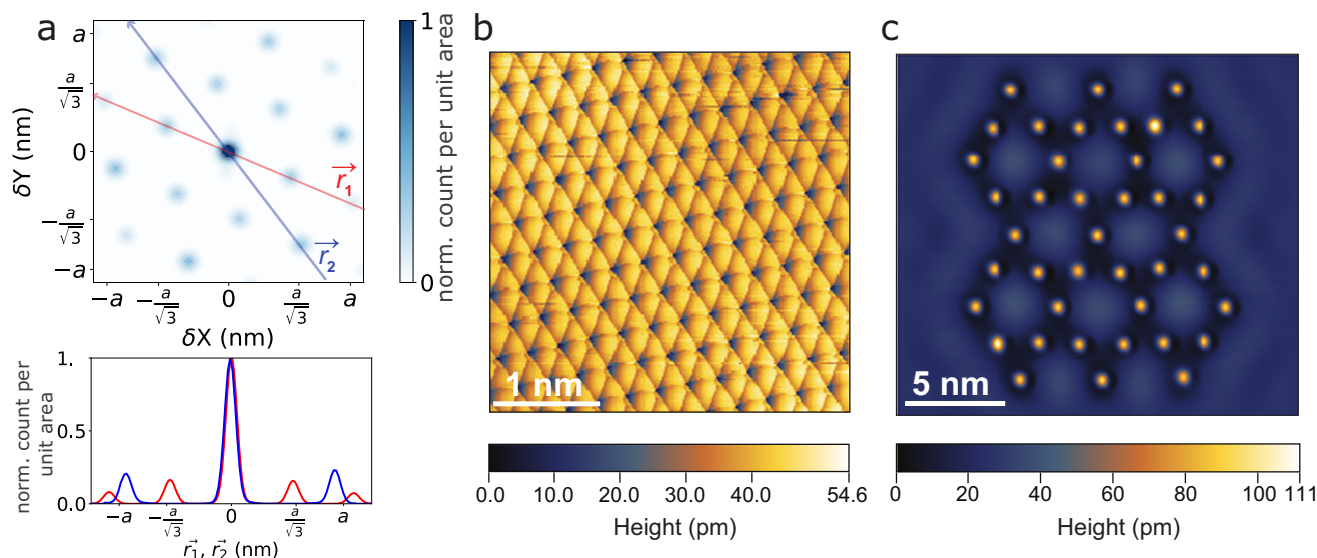 a
b
c
a
a/√3
0
−a/√3
−a
δY (nm)
r₁
r₂
−a
−a/√3
0
a/√3
a
δX (nm)
1
0
norm. count per unit area
1.
0.5
0.0
norm. count per
unit area
−a
−a/√3
0
a/√3
a
r⃗₁, r⃗₂ (nm)
1 nm
0.0 10.0 20.0 30.0 40.0 54.6
Height (pm)
5 nm
0 20 40 60 80 100 111
Height (pm)